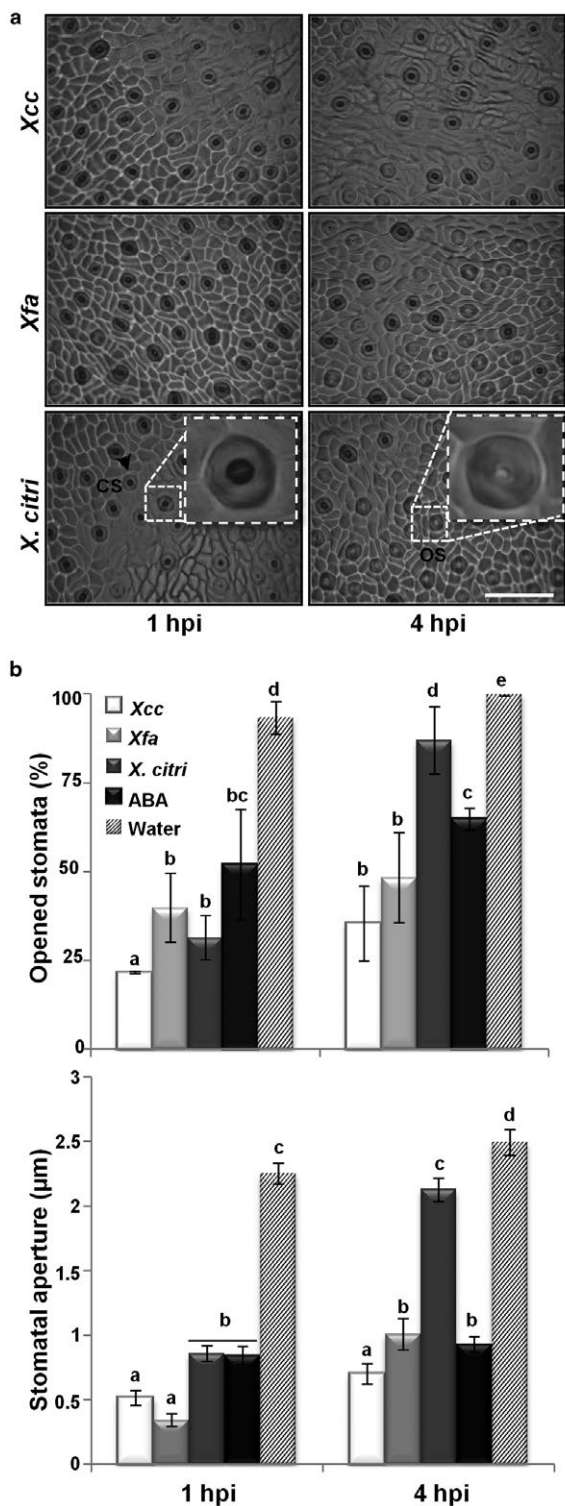 a
Xcc
Xfa
X. citri
CS
OS
1 hpi
4 hpi
b
Opened stomata (%)
100
75
50
25
0
Xcc
Xfa
X. citri
ABA
Water
a
b
b
bc
d
b
b
d
c
e
Stomatal aperture (µm)
3
2.5
2
1.5
1
0.5
0
a
a
b
c
a
b
c
b
d
1 hpi
4 hpi